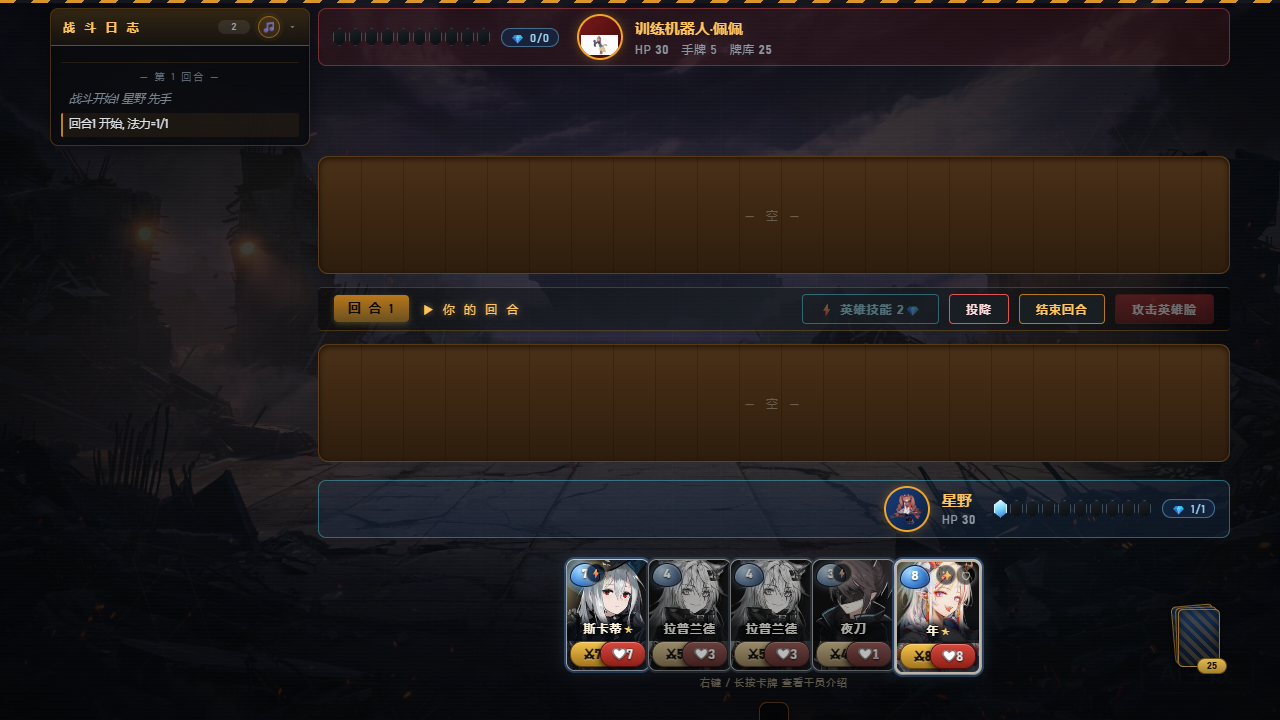 战斗日志 2
— 第 1 回合 —
战斗开始! 星野 先手
回合1 开始, 法力=1/1
0/0
训练机器人·佩佩
HP 30 手牌 5 牌库 25
— 空 —
回合 1
▶ 你的回合
英雄技能 2
投降
结束回合
攻击英雄脸
— 空 —
星野
HP 30
1/1
7
斯卡蒂★
7 7
4
拉普兰德
5 3
4
拉普兰德
5 3
3
夜刀
4 1
8
年★
8 8
25
右键 / 长按卡牌 查看干员介绍